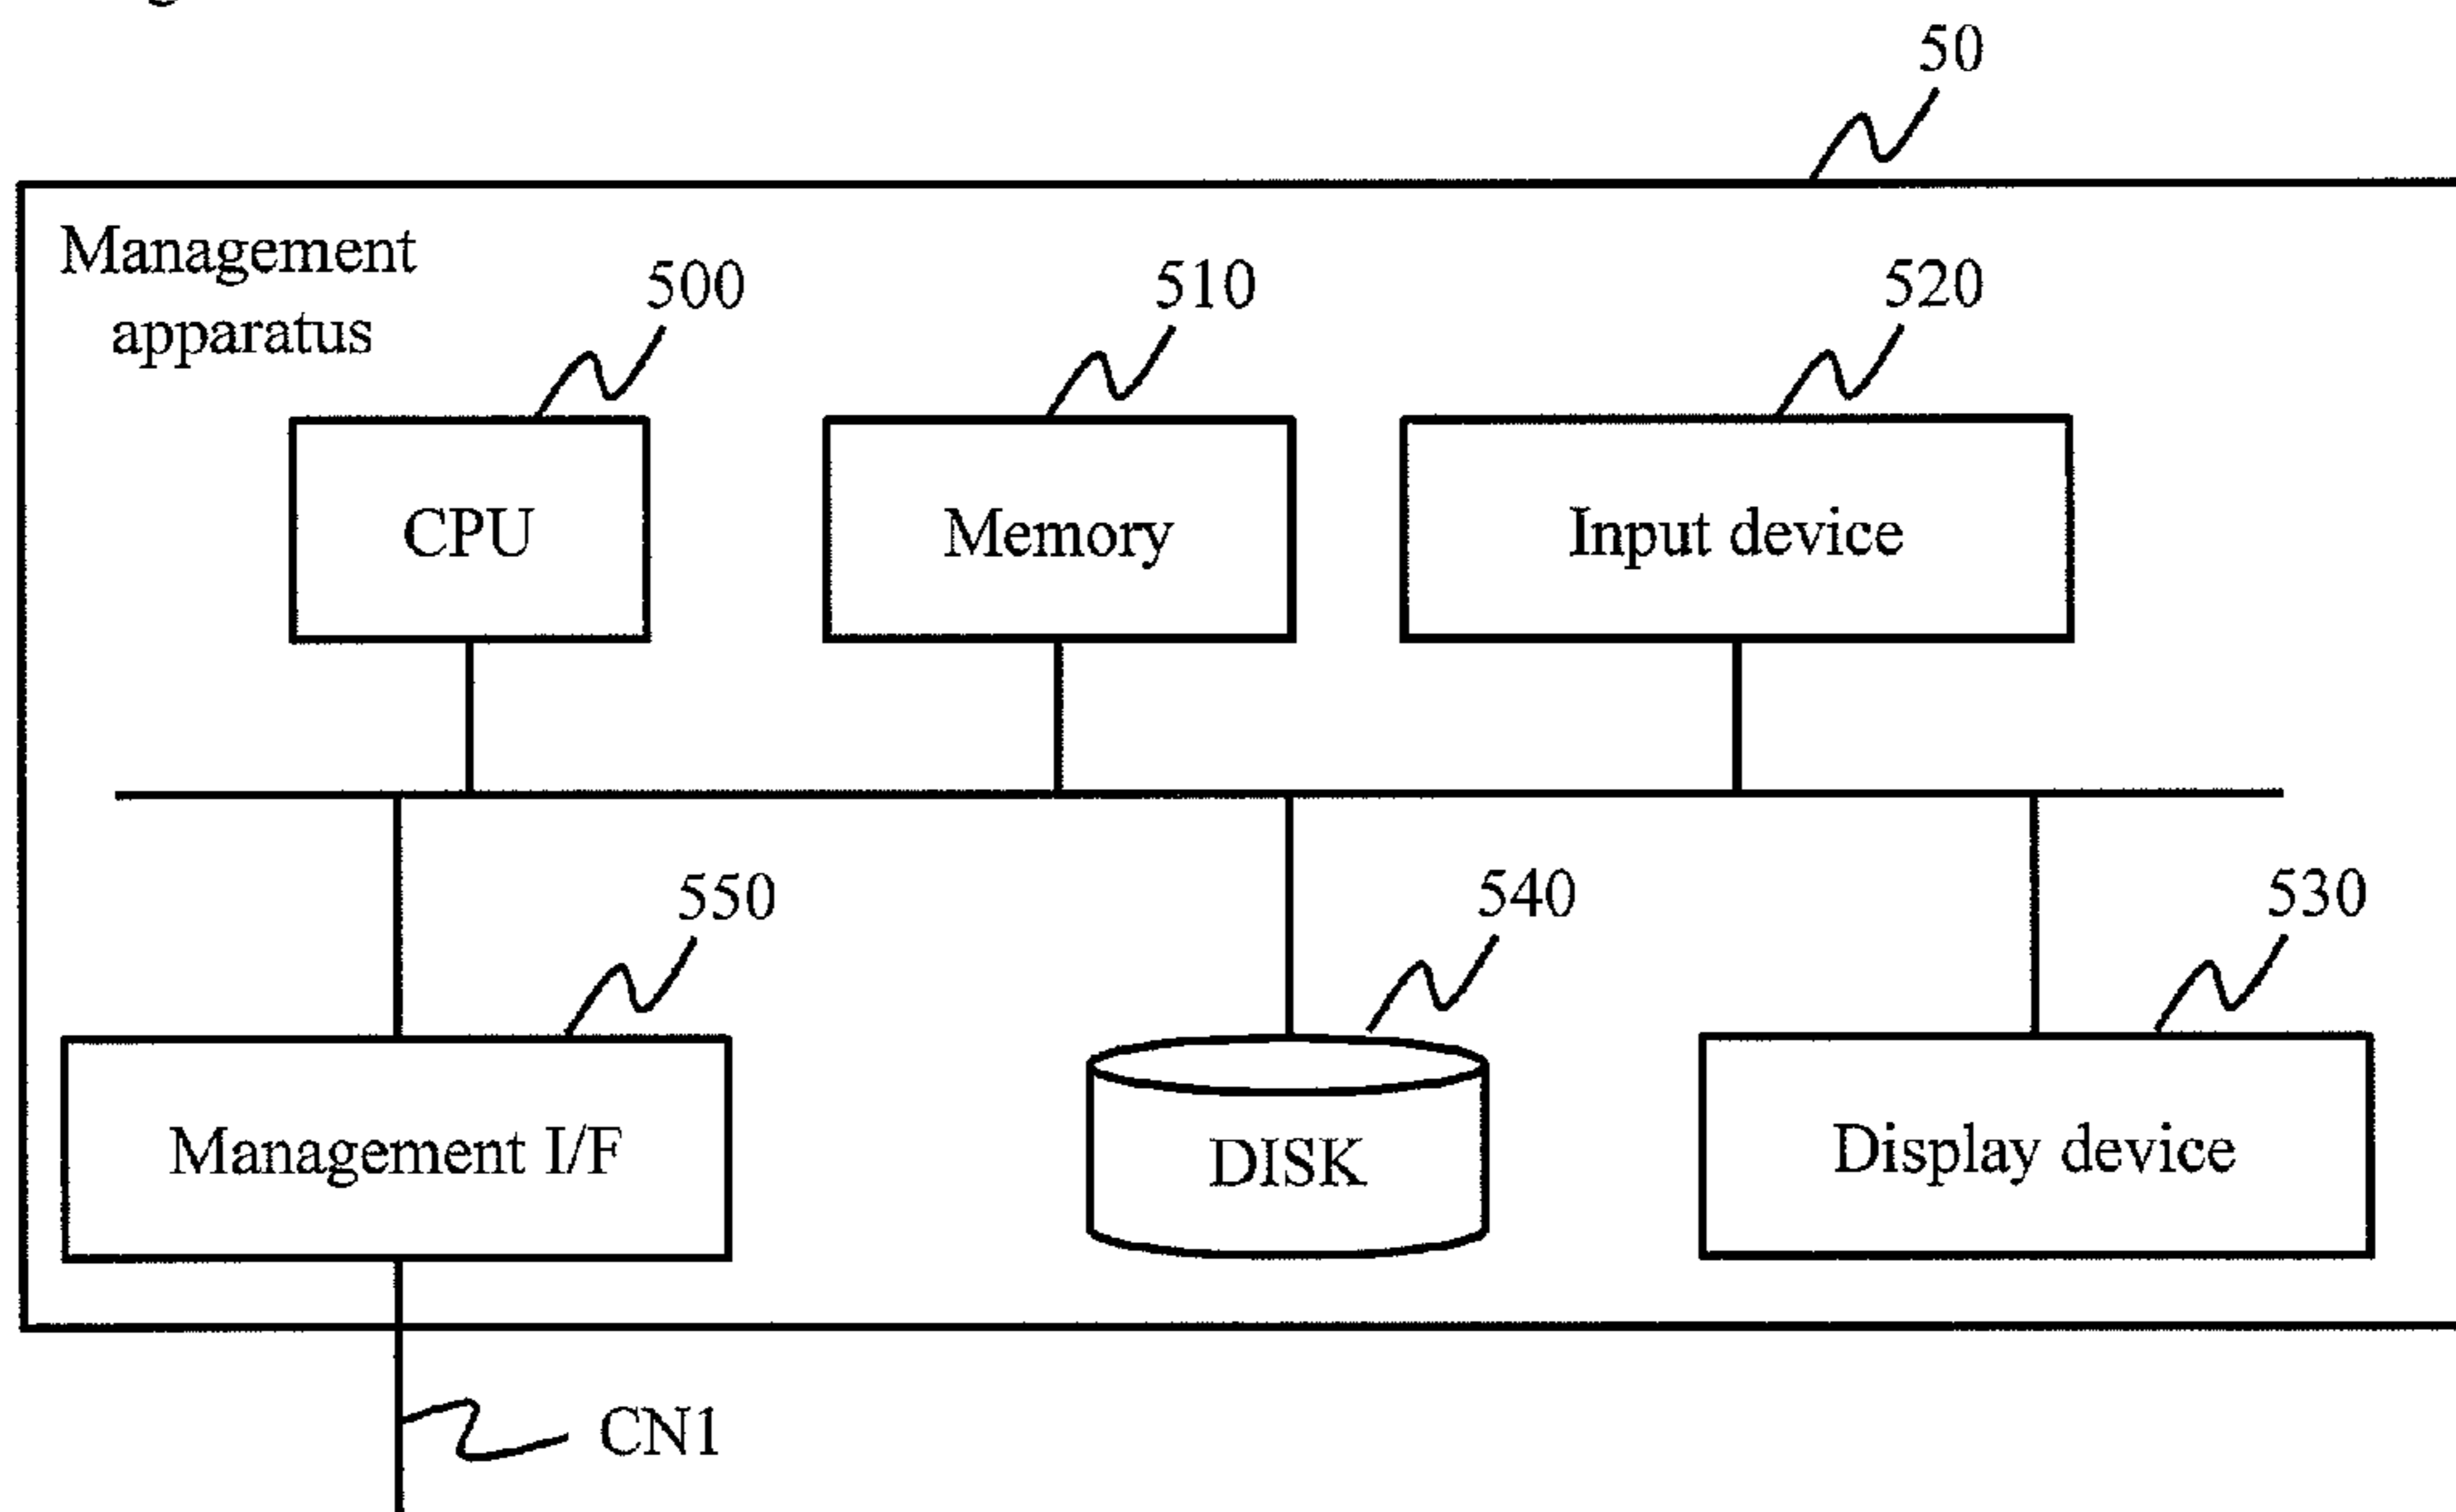 50
Management
apparatus
500
510
520
CPU
Memory
Input device
550
540
530
Management I/F
DISK
Display device
CN1